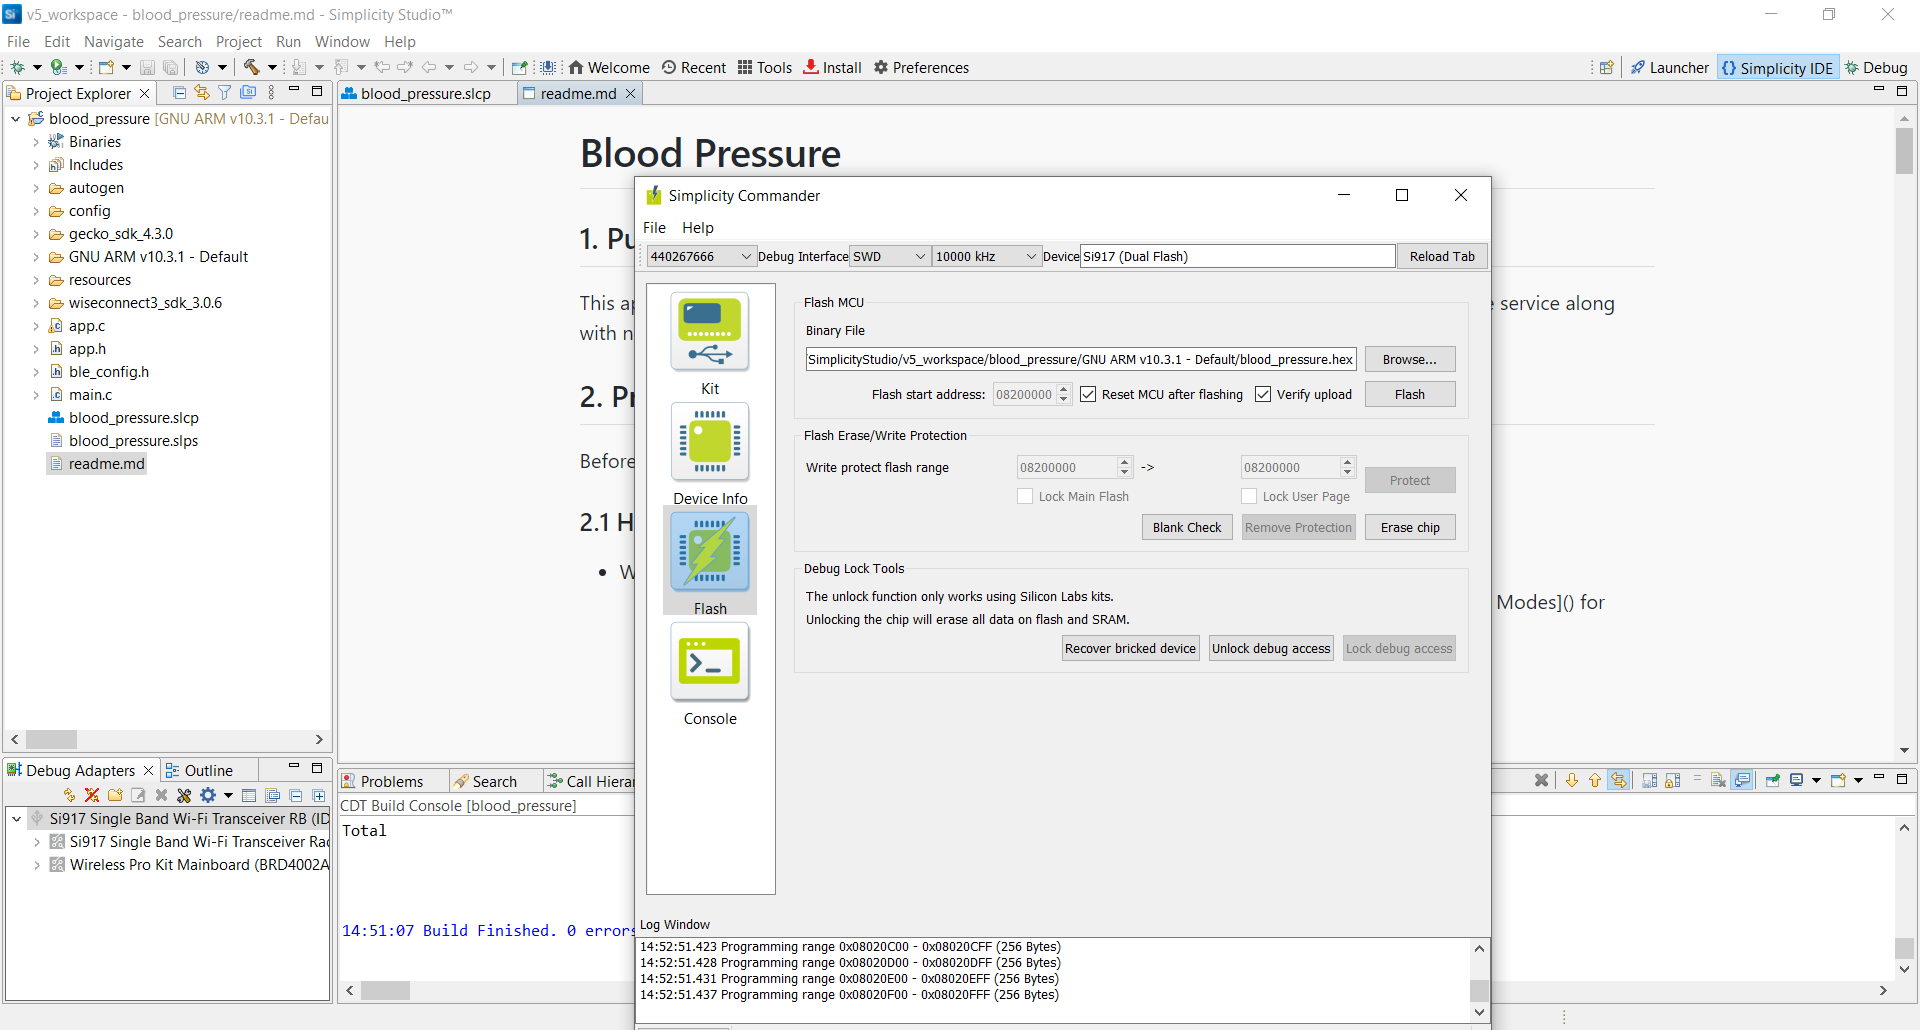 v5_workspace - blood_pressure/readme.md - Simplicity Studio™
File Edit Navigate Search Project Run Window Help
Welcome Recent Tools Install Preferences Launcher Simplicity IDE Debug
Project Explorer
blood_pressure [GNU ARM v10.3.1 - Defau
Binaries
Includes
autogen
config
gecko_sdk_4.3.0
GNU ARM v10.3.1 - Default
resources
wiseconnect3_sdk_3.0.6
app.c
app.h
ble_config.h
main.c
blood_pressure.slcp
blood_pressure.slps
readme.md
blood_pressure.slcp readme.md
Blood Pressure
1. Pu
This ap
e service along
with n
2. Pr
Before
2.1 H
W
Modes]() for
Simplicity Commander
File Help
440267666 Debug Interface SWD 10000 kHz Device Si917 (Dual Flash) Reload Tab
Kit
Device Info
Flash
Console
Flash MCU
Binary File
SimplicityStudio/v5_workspace/blood_pressure/GNU ARM v10.3.1 - Default/blood_pressure.hex Browse...
Flash start address: 08200000 Reset MCU after flashing Verify upload Flash
Flash Erase/Write Protection
Write protect flash range 08200000 -> 08200000 Protect
Lock Main Flash Lock User Page
Blank Check Remove Protection Erase chip
Debug Lock Tools
The unlock function only works using Silicon Labs kits.
Unlocking the chip will erase all data on flash and SRAM.
Recover bricked device Unlock debug access Lock debug access
Log Window
14:52:51.423 Programming range 0x08020C00 - 0x08020CFF (256 Bytes)
14:52:51.428 Programming range 0x08020D00 - 0x08020DFF (256 Bytes)
14:52:51.431 Programming range 0x08020E00 - 0x08020EFF (256 Bytes)
14:52:51.437 Programming range 0x08020F00 - 0x08020FFF (256 Bytes)
Debug Adapters Outline
Si917 Single Band Wi-Fi Transceiver RB (ID
Si917 Single Band Wi-Fi Transceiver Rad
Wireless Pro Kit Mainboard (BRD4002A
Problems Search Call Hierar
CDT Build Console [blood_pressure]
Total
14:51:07 Build Finished. 0 errors